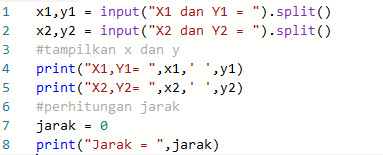 1 x1,y1 = input("X1 dan Y1 = ").split()
2 x2,y2 = input("X2 dan Y2 = ").split()
3 #tampilkan x dan y
4 print("X1,Y1= ",x1,' ',y1)
5 print("X2,Y2= ",x2,' ',y2)
6 #perhitungan jarak
7 jarak = 0
8 print("Jarak = ",jarak)